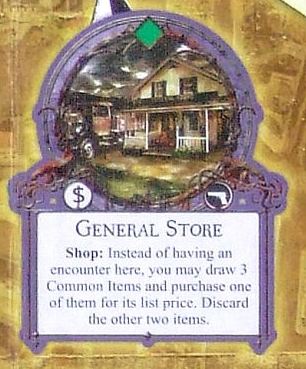 $
GENERAL STORE
Shop: Instead of having an
encounter here, you may draw 3
Common Items and purchase one
of them for its list price. Discard
the other two items.